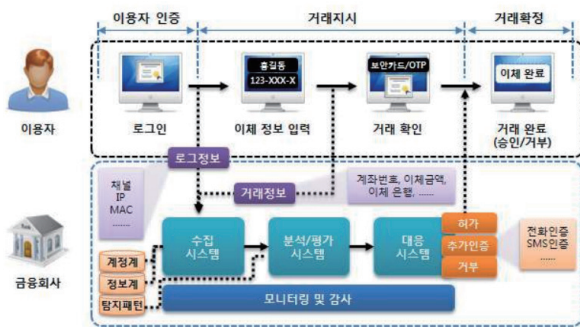 이용자 인증
거래지시
거래확정
홍길동
123-XXX-X
보안카드/OTP
이체 완료
이용자
로그인
이체 정보 입력
거래 확인
거래 완료
(승인/거부)
로그정보
채널
IP
MAC
.......
거래정보
계좌번호, 이체금액,
이체 은행, ......
수집
시스템
분석/평가
시스템
대응
시스템
허가
추가인증
거부
전화인증
SMS인증
......
계정계
정보계
탐지패턴
금융회사
모니터링 및 감사